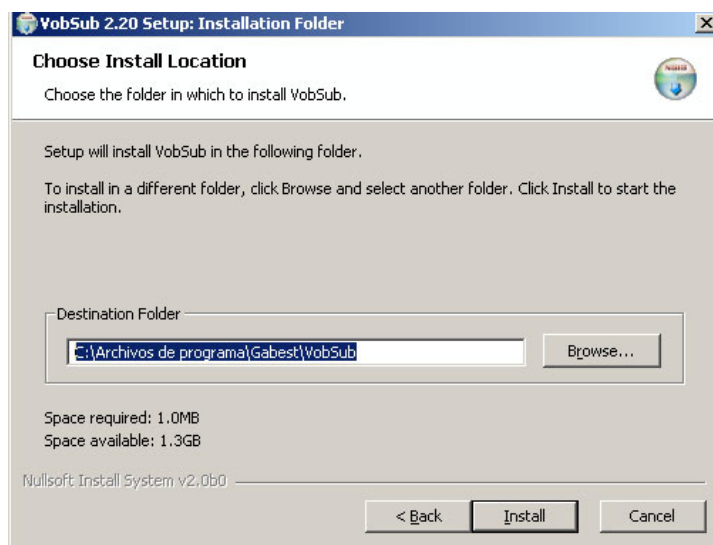 VobSub 2.20 Setup: Installation Folder
Choose Install Location
Choose the folder in which to install VobSub.
Setup will install VobSub in the following folder.
To install in a different folder, click Browse and select another folder. Click Install to start the
installation.
Destination Folder
C:\Archivos de programa\Gabest\VobSub
Browse...
Space required: 1.0MB
Space available: 1.3GB
Nullsoft Install System v2.0b0
< Back
Install
Cancel